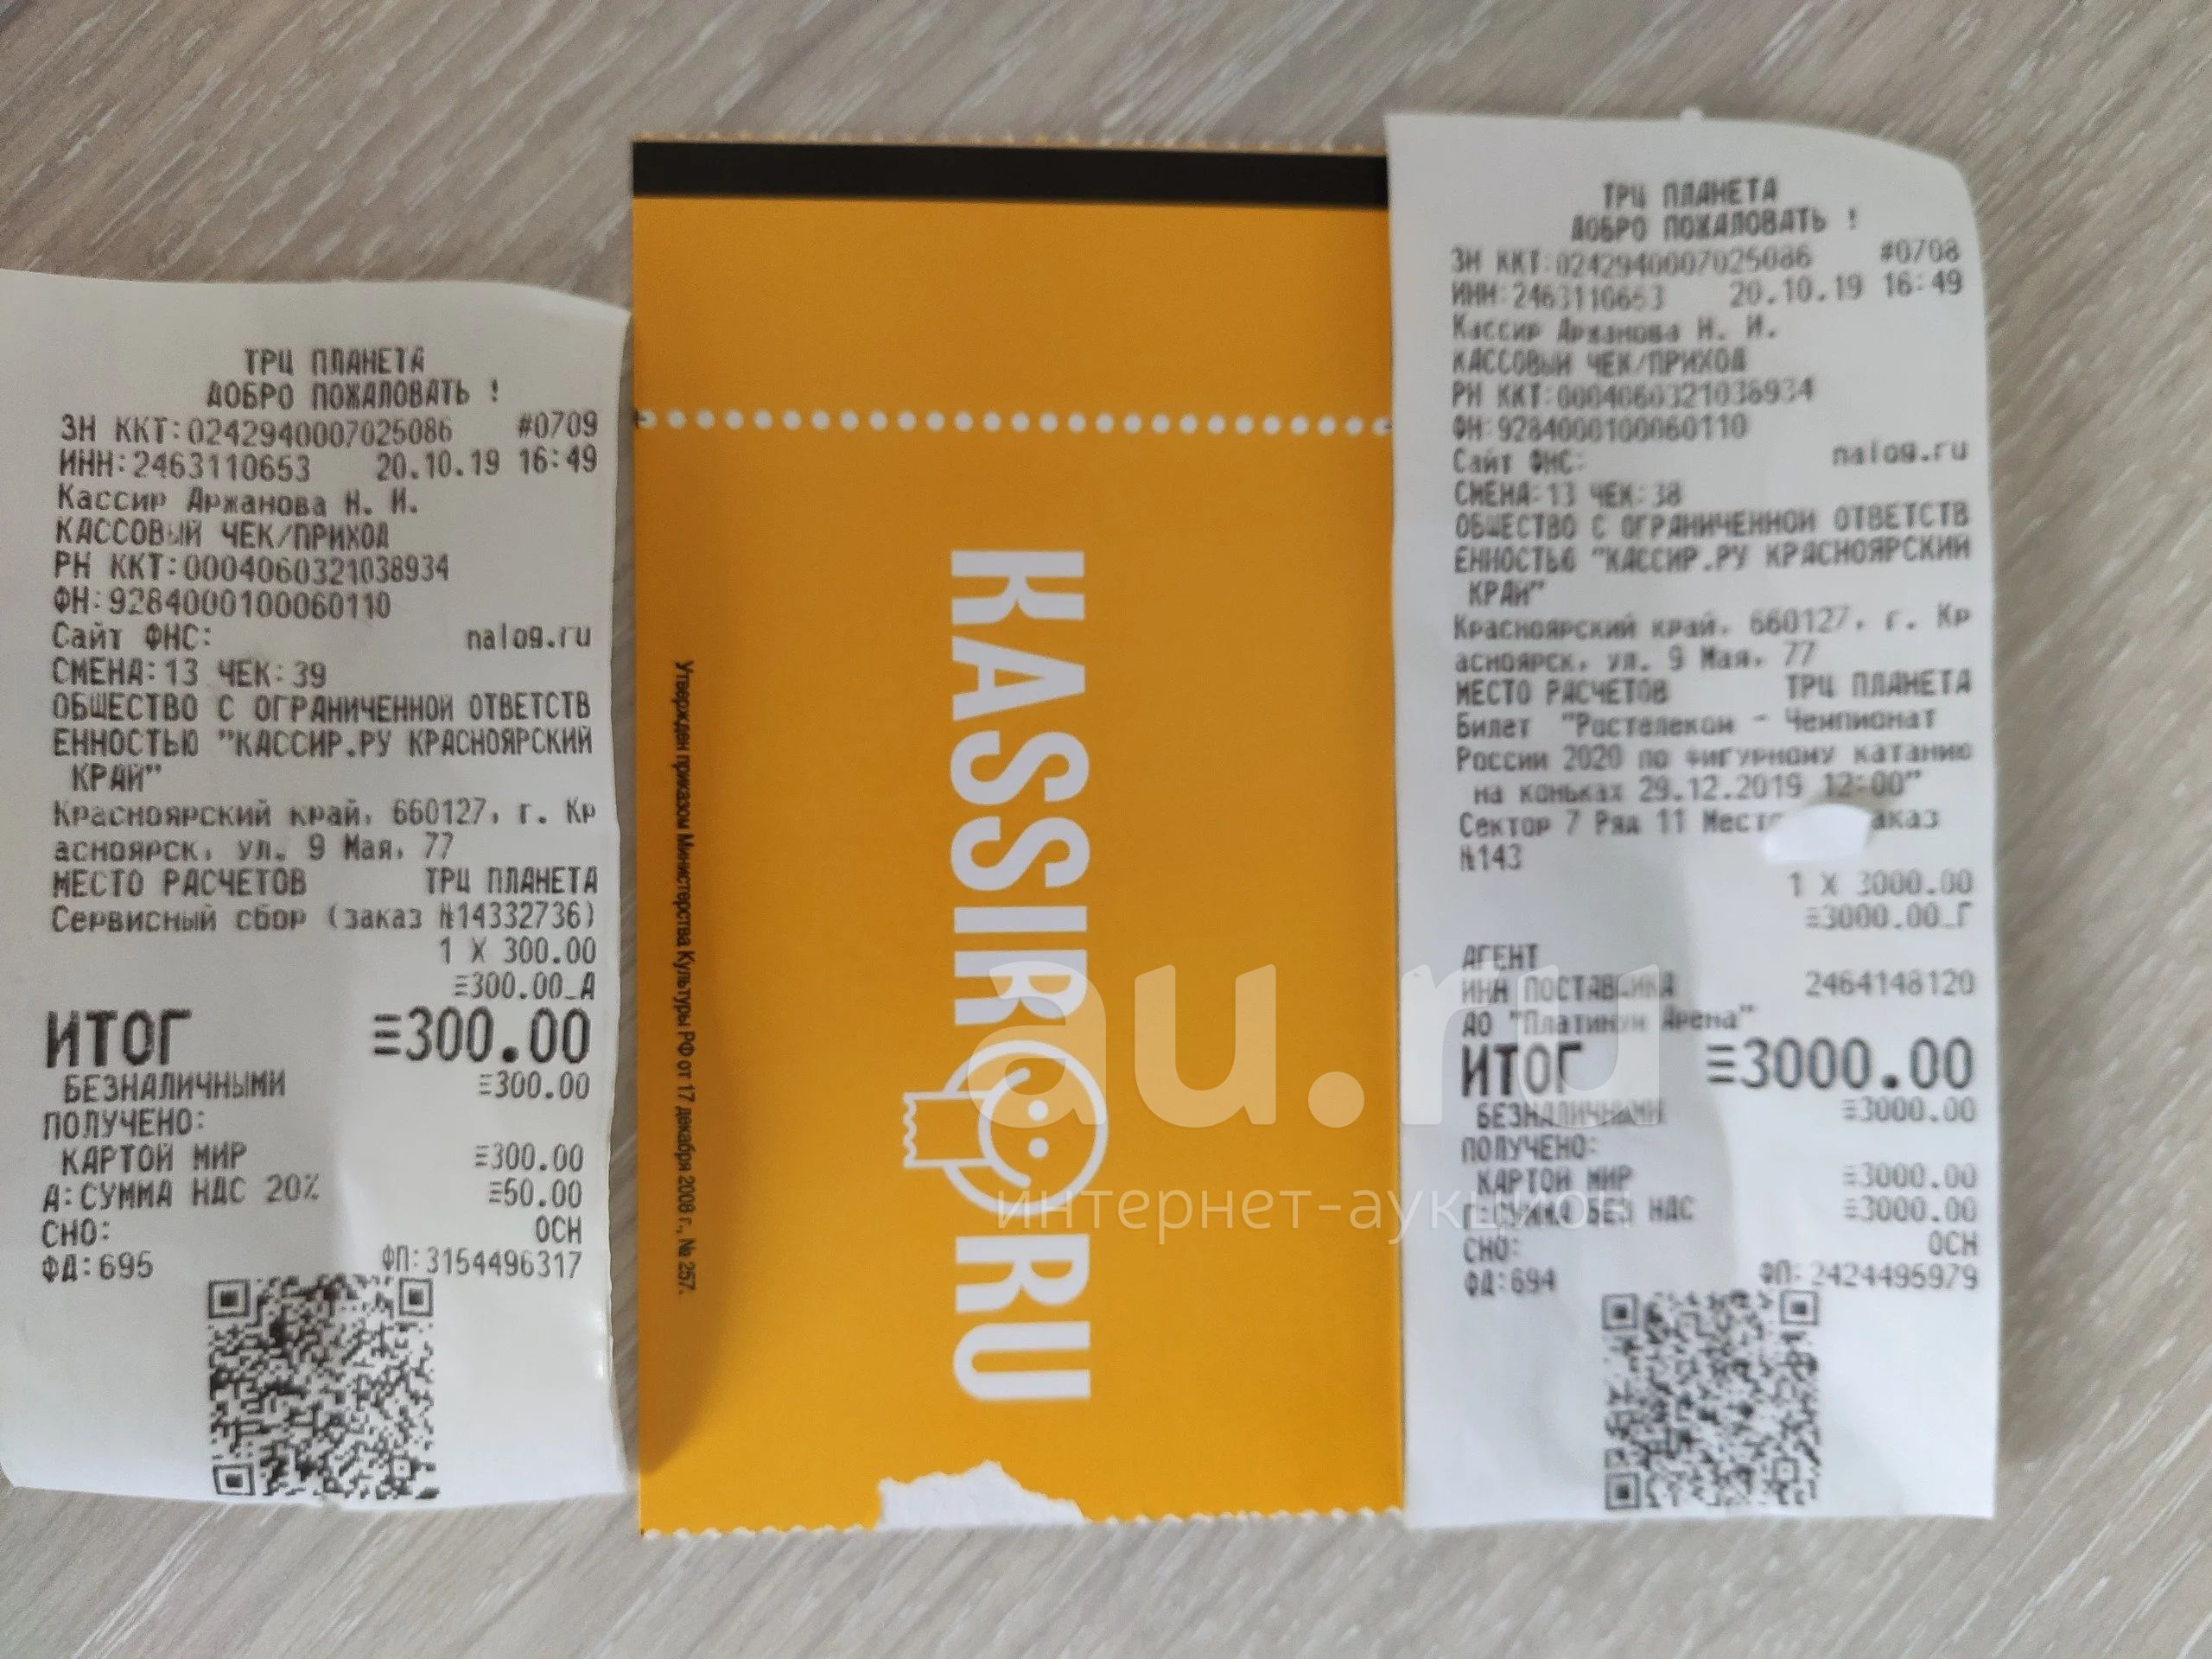 ТРЦ ПЛАНЕТА
ДОБРО ПОЖАЛОВАТЬ !
ЗН ККТ:0242940007025086 #0709
ИНН:2463110653 20.10.19 16:49
Кассир Аржанова Н. И.
КАССОВЫЙ ЧЕК/ПРИХОД
РН ККТ:0004060321038934
ФН:9284000100060110
Сайт ФНС: nalog.ru
СМЕНА:13 ЧЕК:39
ОБЩЕСТВО С ОГРАНИЧЕННОЙ ОТВЕТСТВ
ЕННОСТЬЮ "КАССИР.РУ КРАСНОЯРСКИЙ
КРАЙ"
Красноярский край, 660127, г. Кр
асноярск, ул. 9 Мая, 77
МЕСТО РАСЧЕТОВ ТРЦ ПЛАНЕТА
Сервисный сбор (заказ №14332736)
1 X 300.00
≡300.00_А
ИТОГ ≡300.00
БЕЗНАЛИЧНЫМИ ≡300.00
ПОЛУЧЕНО:
КАРТОЙ МИР ≡300.00
А:СУММА НДС 20% ≡50.00
СНО: ОСН
ФД:695 ФП:3154496317
Утвержден приказом Министерства Культуры РФ от 17 декабря 2008 г., № 257.
KASSIR RU
ТРЦ ПЛАНЕТА
ДОБРО ПОЖАЛОВАТЬ !
ЗН ККТ:0242940007025086 #0708
ИНН:2463110653 20.10.19 16:49
Кассир Аржанова Н. И.
КАССОВЫЙ ЧЕК/ПРИХОД
РН ККТ:0004060321038934
ФН:9284000100060110
Сайт ФНС: nalog.ru
СМЕНА:13 ЧЕК:38
ОБЩЕСТВО С ОГРАНИЧЕННОЙ ОТВЕТСТВ
ЕННОСТЬЮ "КАССИР.РУ КРАСНОЯРСКИЙ
КРАЙ"
Красноярский край, 660127, г. Кр
асноярск, ул. 9 Мая, 77
МЕСТО РАСЧЕТОВ ТРЦ ПЛАНЕТА
Билет "Ростелеком - Чемпионат
России 2020 по фигурному катанию
на коньках 29.12.2019 12:00"
Сектор 7 Ряд 11 Место аказ
№143
1 X 3000.00
≡3000.00_Г
АГЕНТ
ИНН ПОСТАВЩИКА 2464148120
АО "Платинум Арена"
ИТОГ ≡3000.00
БЕЗНАЛИЧНЫМИ ≡3000.00
ПОЛУЧЕНО:
КАРТОЙ МИР ≡3000.00
Г:СУММА БЕЗ НДС ≡3000.00
СНО: ОСН
ФД:694 ФП:2424495979
au.ru
интернет-аукцион